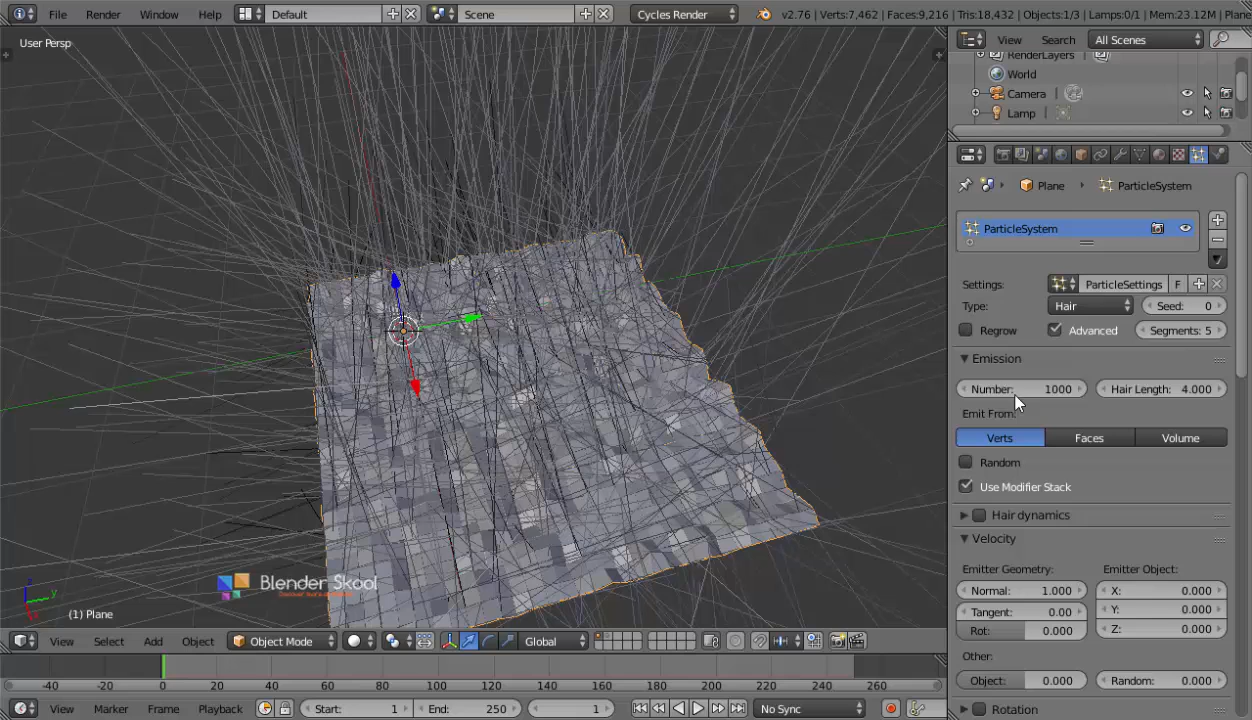 File Render Window Help Default Scene Cycles Render v2.76 | Verts:7,462 | Faces:9,216 | Tris:18,432 | Objects:1/3 | Lamps:0/1 | Mem:23.12M | Plane
User Persp
View Search All Scenes
RenderLayers
World
Camera
Lamp
Plane ParticleSystem
ParticleSystem
Settings: ParticleSettings F
Type: Hair Seed: 0
Regrow Advanced Segments: 5
Emission
Number: 1000 Hair Length: 4.000
Emit From:
Verts Faces Volume
Random
Use Modifier Stack
Hair dynamics
Velocity
Emitter Geometry: Emitter Object:
Normal: 1.000 X: 0.000
Tangent: 0.00 Y: 0.000
Rot: 0.000 Z: 0.000
Other:
Object: 0.000 Random: 0.000
Rotation
Blender Skool
z y x
(1) Plane
View Select Add Object Object Mode Global
-40 -20 0 20 40 60 80 100 120 140 160 180 200 220 240 260
View Marker Frame Playback Start: 1 End: 250 1 No Sync